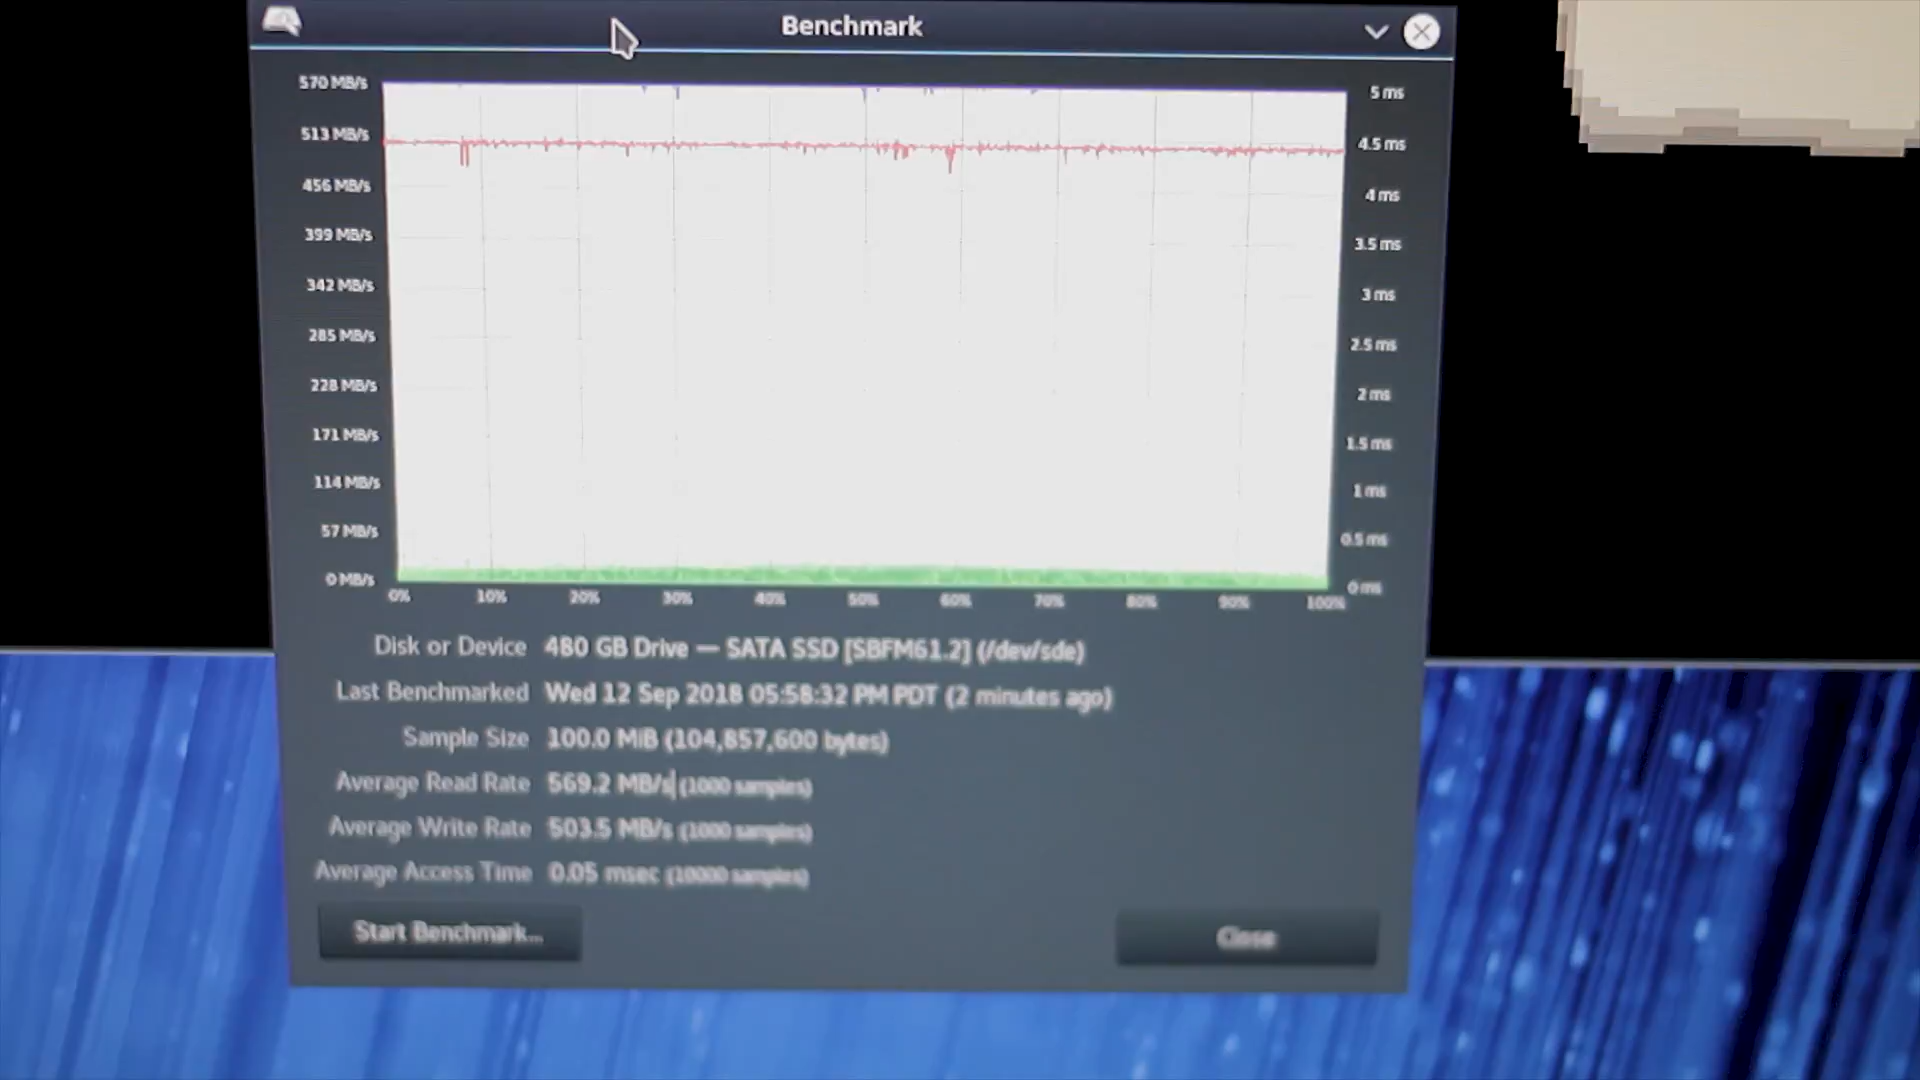 Benchmark
570 MB/s
5 ms
513 MB/s
4.5 ms
456 MB/s
4 ms
399 MB/s
3.5 ms
342 MB/s
3 ms
285 MB/s
2.5 ms
228 MB/s
2 ms
171 MB/s
1.5 ms
114 MB/s
1 ms
57 MB/s
0.5 ms
0 MB/s
0 ms
0% 10% 20% 30% 40% 50% 60% 70% 80% 90% 100%
Disk or Device 480 GB Drive — SATA SSD [SBFM61.2] (/dev/sde)
Last Benchmarked Wed 12 Sep 2018 05:58:32 PM PDT (2 minutes ago)
Sample Size 100.0 MiB (104,857,600 bytes)
Average Read Rate 569.2 MB/s (1000 samples)
Average Write Rate 503.5 MB/s (1000 samples)
Average Access Time 0.05 msec (10000 samples)
Start Benchmark... Close